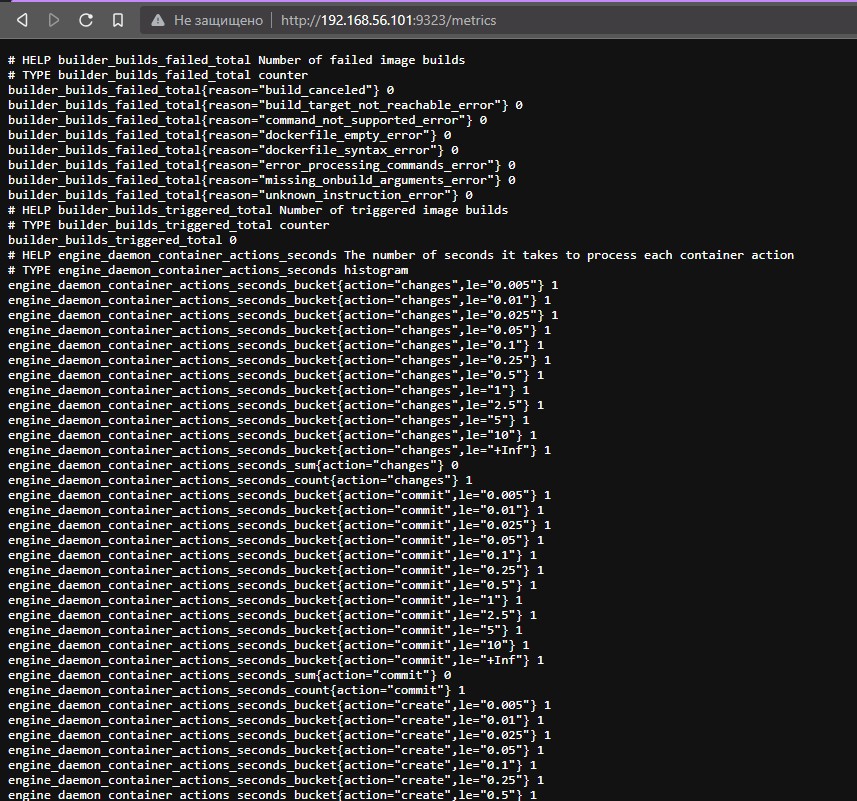 Не защищено http://192.168.56.101:9323/metrics
# HELP builder_builds_failed_total Number of failed image builds
# TYPE builder_builds_failed_total counter
builder_builds_failed_total{reason="build_canceled"} 0
builder_builds_failed_total{reason="build_target_not_reachable_error"} 0
builder_builds_failed_total{reason="command_not_supported_error"} 0
builder_builds_failed_total{reason="dockerfile_empty_error"} 0
builder_builds_failed_total{reason="dockerfile_syntax_error"} 0
builder_builds_failed_total{reason="error_processing_commands_error"} 0
builder_builds_failed_total{reason="missing_onbuild_arguments_error"} 0
builder_builds_failed_total{reason="unknown_instruction_error"} 0
# HELP builder_builds_triggered_total Number of triggered image builds
# TYPE builder_builds_triggered_total counter
builder_builds_triggered_total 0
# HELP engine_daemon_container_actions_seconds The number of seconds it takes to process each container action
# TYPE engine_daemon_container_actions_seconds histogram
engine_daemon_container_actions_seconds_bucket{action="changes",le="0.005"} 1
engine_daemon_container_actions_seconds_bucket{action="changes",le="0.01"} 1
engine_daemon_container_actions_seconds_bucket{action="changes",le="0.025"} 1
engine_daemon_container_actions_seconds_bucket{action="changes",le="0.05"} 1
engine_daemon_container_actions_seconds_bucket{action="changes",le="0.1"} 1
engine_daemon_container_actions_seconds_bucket{action="changes",le="0.25"} 1
engine_daemon_container_actions_seconds_bucket{action="changes",le="0.5"} 1
engine_daemon_container_actions_seconds_bucket{action="changes",le="1"} 1
engine_daemon_container_actions_seconds_bucket{action="changes",le="2.5"} 1
engine_daemon_container_actions_seconds_bucket{action="changes",le="5"} 1
engine_daemon_container_actions_seconds_bucket{action="changes",le="10"} 1
engine_daemon_container_actions_seconds_bucket{action="changes",le="+Inf"} 1
engine_daemon_container_actions_seconds_sum{action="changes"} 0
engine_daemon_container_actions_seconds_count{action="changes"} 1
engine_daemon_container_actions_seconds_bucket{action="commit",le="0.005"} 1
engine_daemon_container_actions_seconds_bucket{action="commit",le="0.01"} 1
engine_daemon_container_actions_seconds_bucket{action="commit",le="0.025"} 1
engine_daemon_container_actions_seconds_bucket{action="commit",le="0.05"} 1
engine_daemon_container_actions_seconds_bucket{action="commit",le="0.1"} 1
engine_daemon_container_actions_seconds_bucket{action="commit",le="0.25"} 1
engine_daemon_container_actions_seconds_bucket{action="commit",le="0.5"} 1
engine_daemon_container_actions_seconds_bucket{action="commit",le="1"} 1
engine_daemon_container_actions_seconds_bucket{action="commit",le="2.5"} 1
engine_daemon_container_actions_seconds_bucket{action="commit",le="5"} 1
engine_daemon_container_actions_seconds_bucket{action="commit",le="10"} 1
engine_daemon_container_actions_seconds_bucket{action="commit",le="+Inf"} 1
engine_daemon_container_actions_seconds_sum{action="commit"} 0
engine_daemon_container_actions_seconds_count{action="commit"} 1
engine_daemon_container_actions_seconds_bucket{action="create",le="0.005"} 1
engine_daemon_container_actions_seconds_bucket{action="create",le="0.01"} 1
engine_daemon_container_actions_seconds_bucket{action="create",le="0.025"} 1
engine_daemon_container_actions_seconds_bucket{action="create",le="0.05"} 1
engine_daemon_container_actions_seconds_bucket{action="create",le="0.1"} 1
engine_daemon_container_actions_seconds_bucket{action="create",le="0.25"} 1
engine_daemon_container_actions_seconds_bucket{action="create",le="0.5"} 1